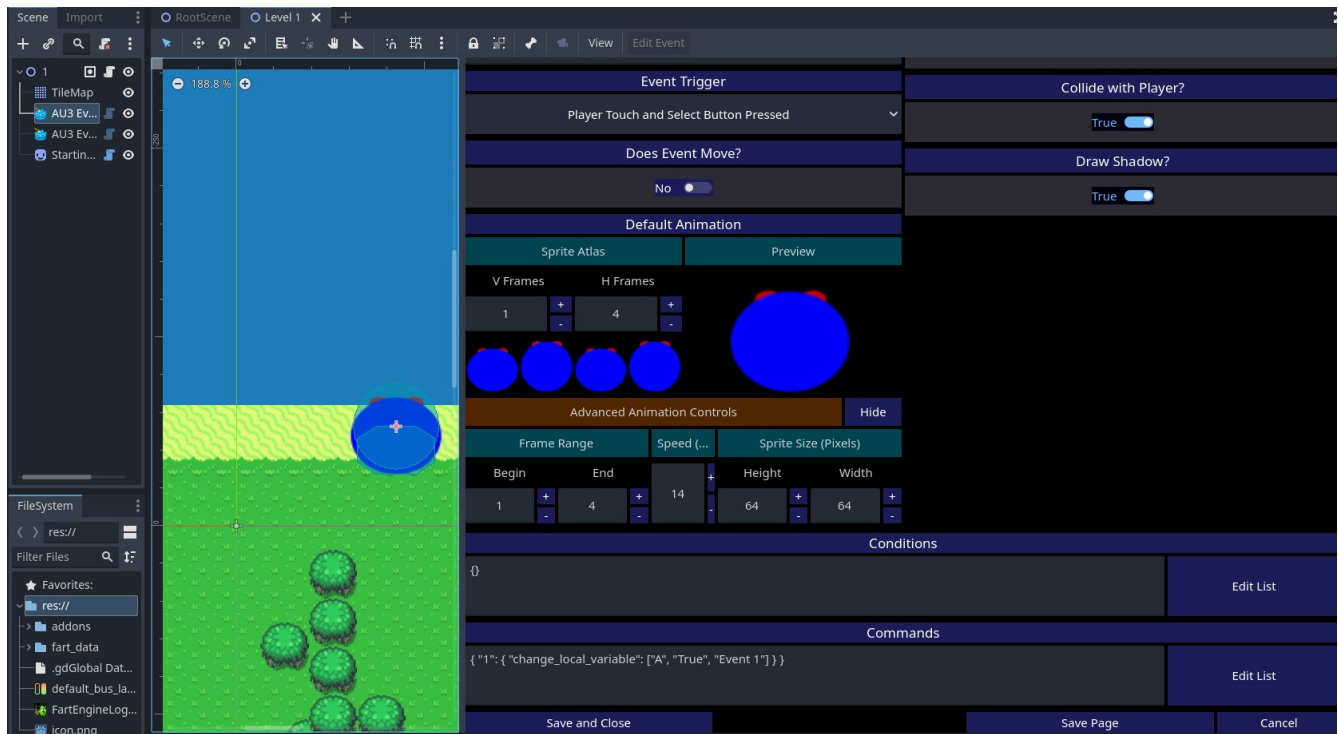 Scene Import
RootScene Level 1
View Edit Event
1
TileMap
AU3 Ev...
AU3 Ev...
Startin...
FileSystem
res://
Filter Files
Favorites:
res://
addons
fart_data
.gdGlobal Dat...
default_bus_la...
FartEngineLog...
icon.png
0
188.8 %
-250
0
Event Trigger
Player Touch and Select Button Pressed
Does Event Move?
No
Default Animation
Sprite Atlas Preview
V Frames H Frames
1 + - 4 + -
Advanced Animation Controls Hide
Frame Range Speed (... Sprite Size (Pixels)
Begin End Height Width
1 + - 4 + - 14 + - 64 + - 64 + -
Collide with Player?
True
Draw Shadow?
True
Conditions
{}
Edit List
Commands
{ "1": { "change_local_variable": ["A", "True", "Event 1"] } }
Edit List
Save and Close Save Page Cancel